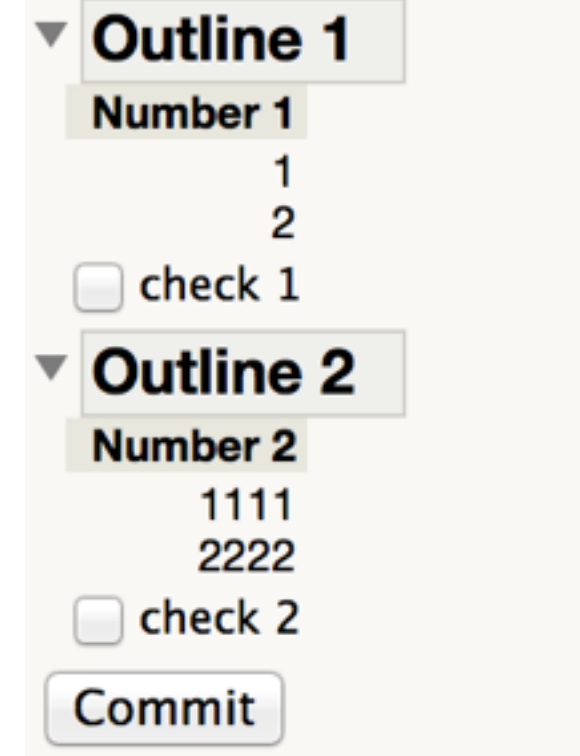 Outline 1
Number 1
1
2
check 1
Outline 2
Number 2
1111
2222
check 2
Commit